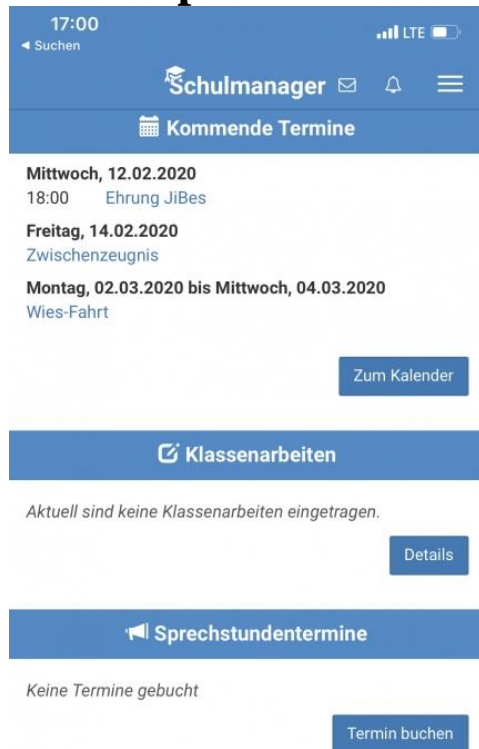 17:00
LTE
Suchen
Schulmanager
Kommende Termine
Mittwoch, 12.02.2020
18:00 Ehrung JiBes
Freitag, 14.02.2020
Zwischenzeugnis
Montag, 02.03.2020 bis Mittwoch, 04.03.2020
Wies-Fahrt
Zum Kalender
Klassenarbeiten
Aktuell sind keine Klassenarbeiten eingetragen.
Details
Sprechstundentermine
Keine Termine gebucht
Termin buchen